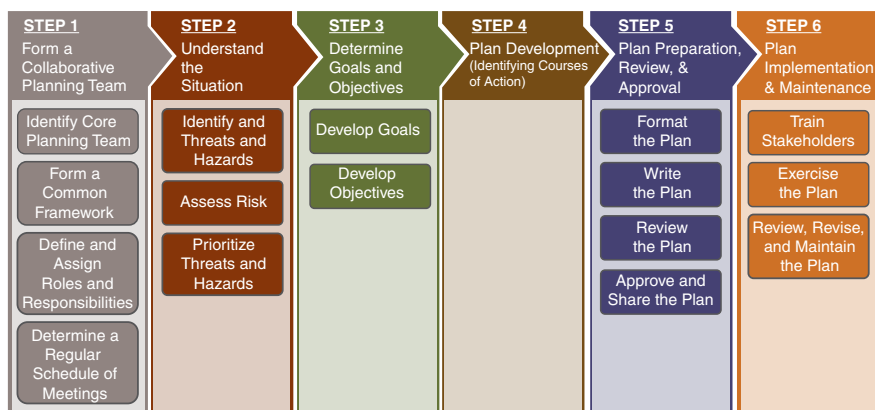 STEP 1
Form a
Collaborative
Planning Team
Identify Core
Planning Team
Form a
Common
Framework
Define and
Assign
Roles and
Responsibilities
Determine a
Regular
Schedule of
Meetings
STEP 2
Understand
the
Situation
Identify and
Threats and
Hazards
Assess Risk
Prioritize
Threats and
Hazards
STEP 3
Determine
Goals and
Objectives
Develop Goals
Develop
Objectives
STEP 4
Plan Development
(Identifying Courses
of Action)
STEP 5
Plan Preparation,
Review, &
Approval
Format
the Plan
Write
the Plan
Review
the Plan
Approve and
Share the Plan
STEP 6
Plan
Implementation
& Maintenance
Train
Stakeholders
Exercise
the Plan
Review, Revise,
and Maintain
the Plan